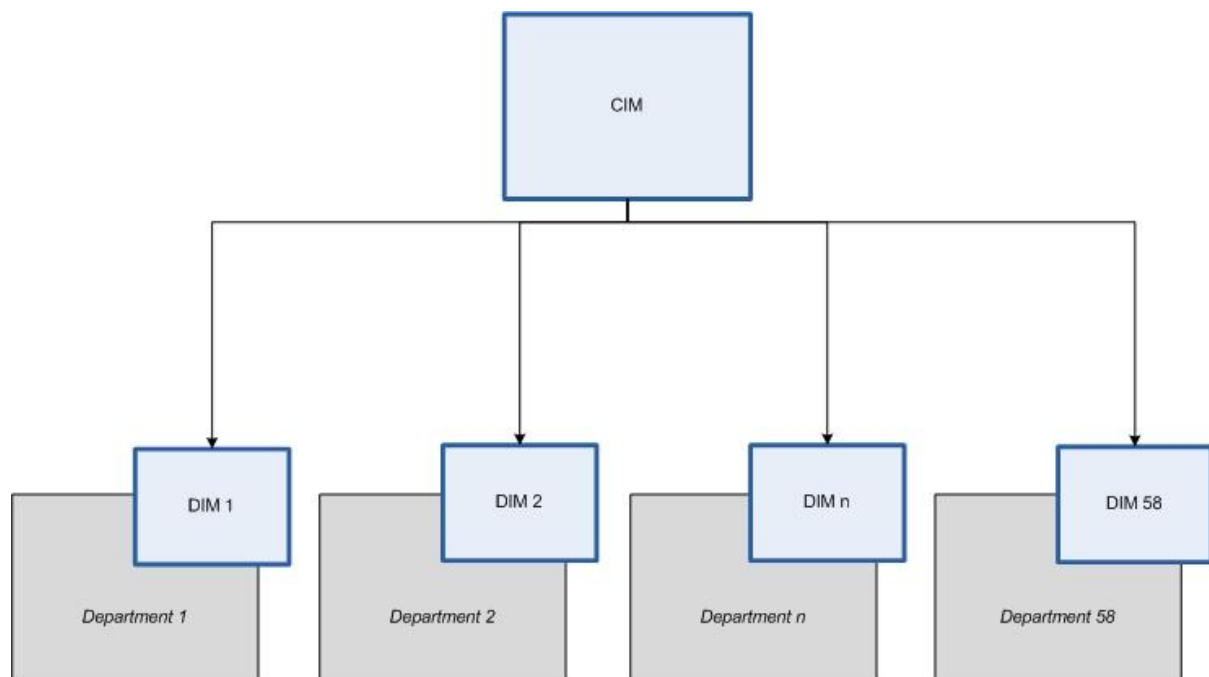 CIM
DIM 1
DIM 2
DIM n
DIM 58
Department 1
Department 2
Department n
Department 58